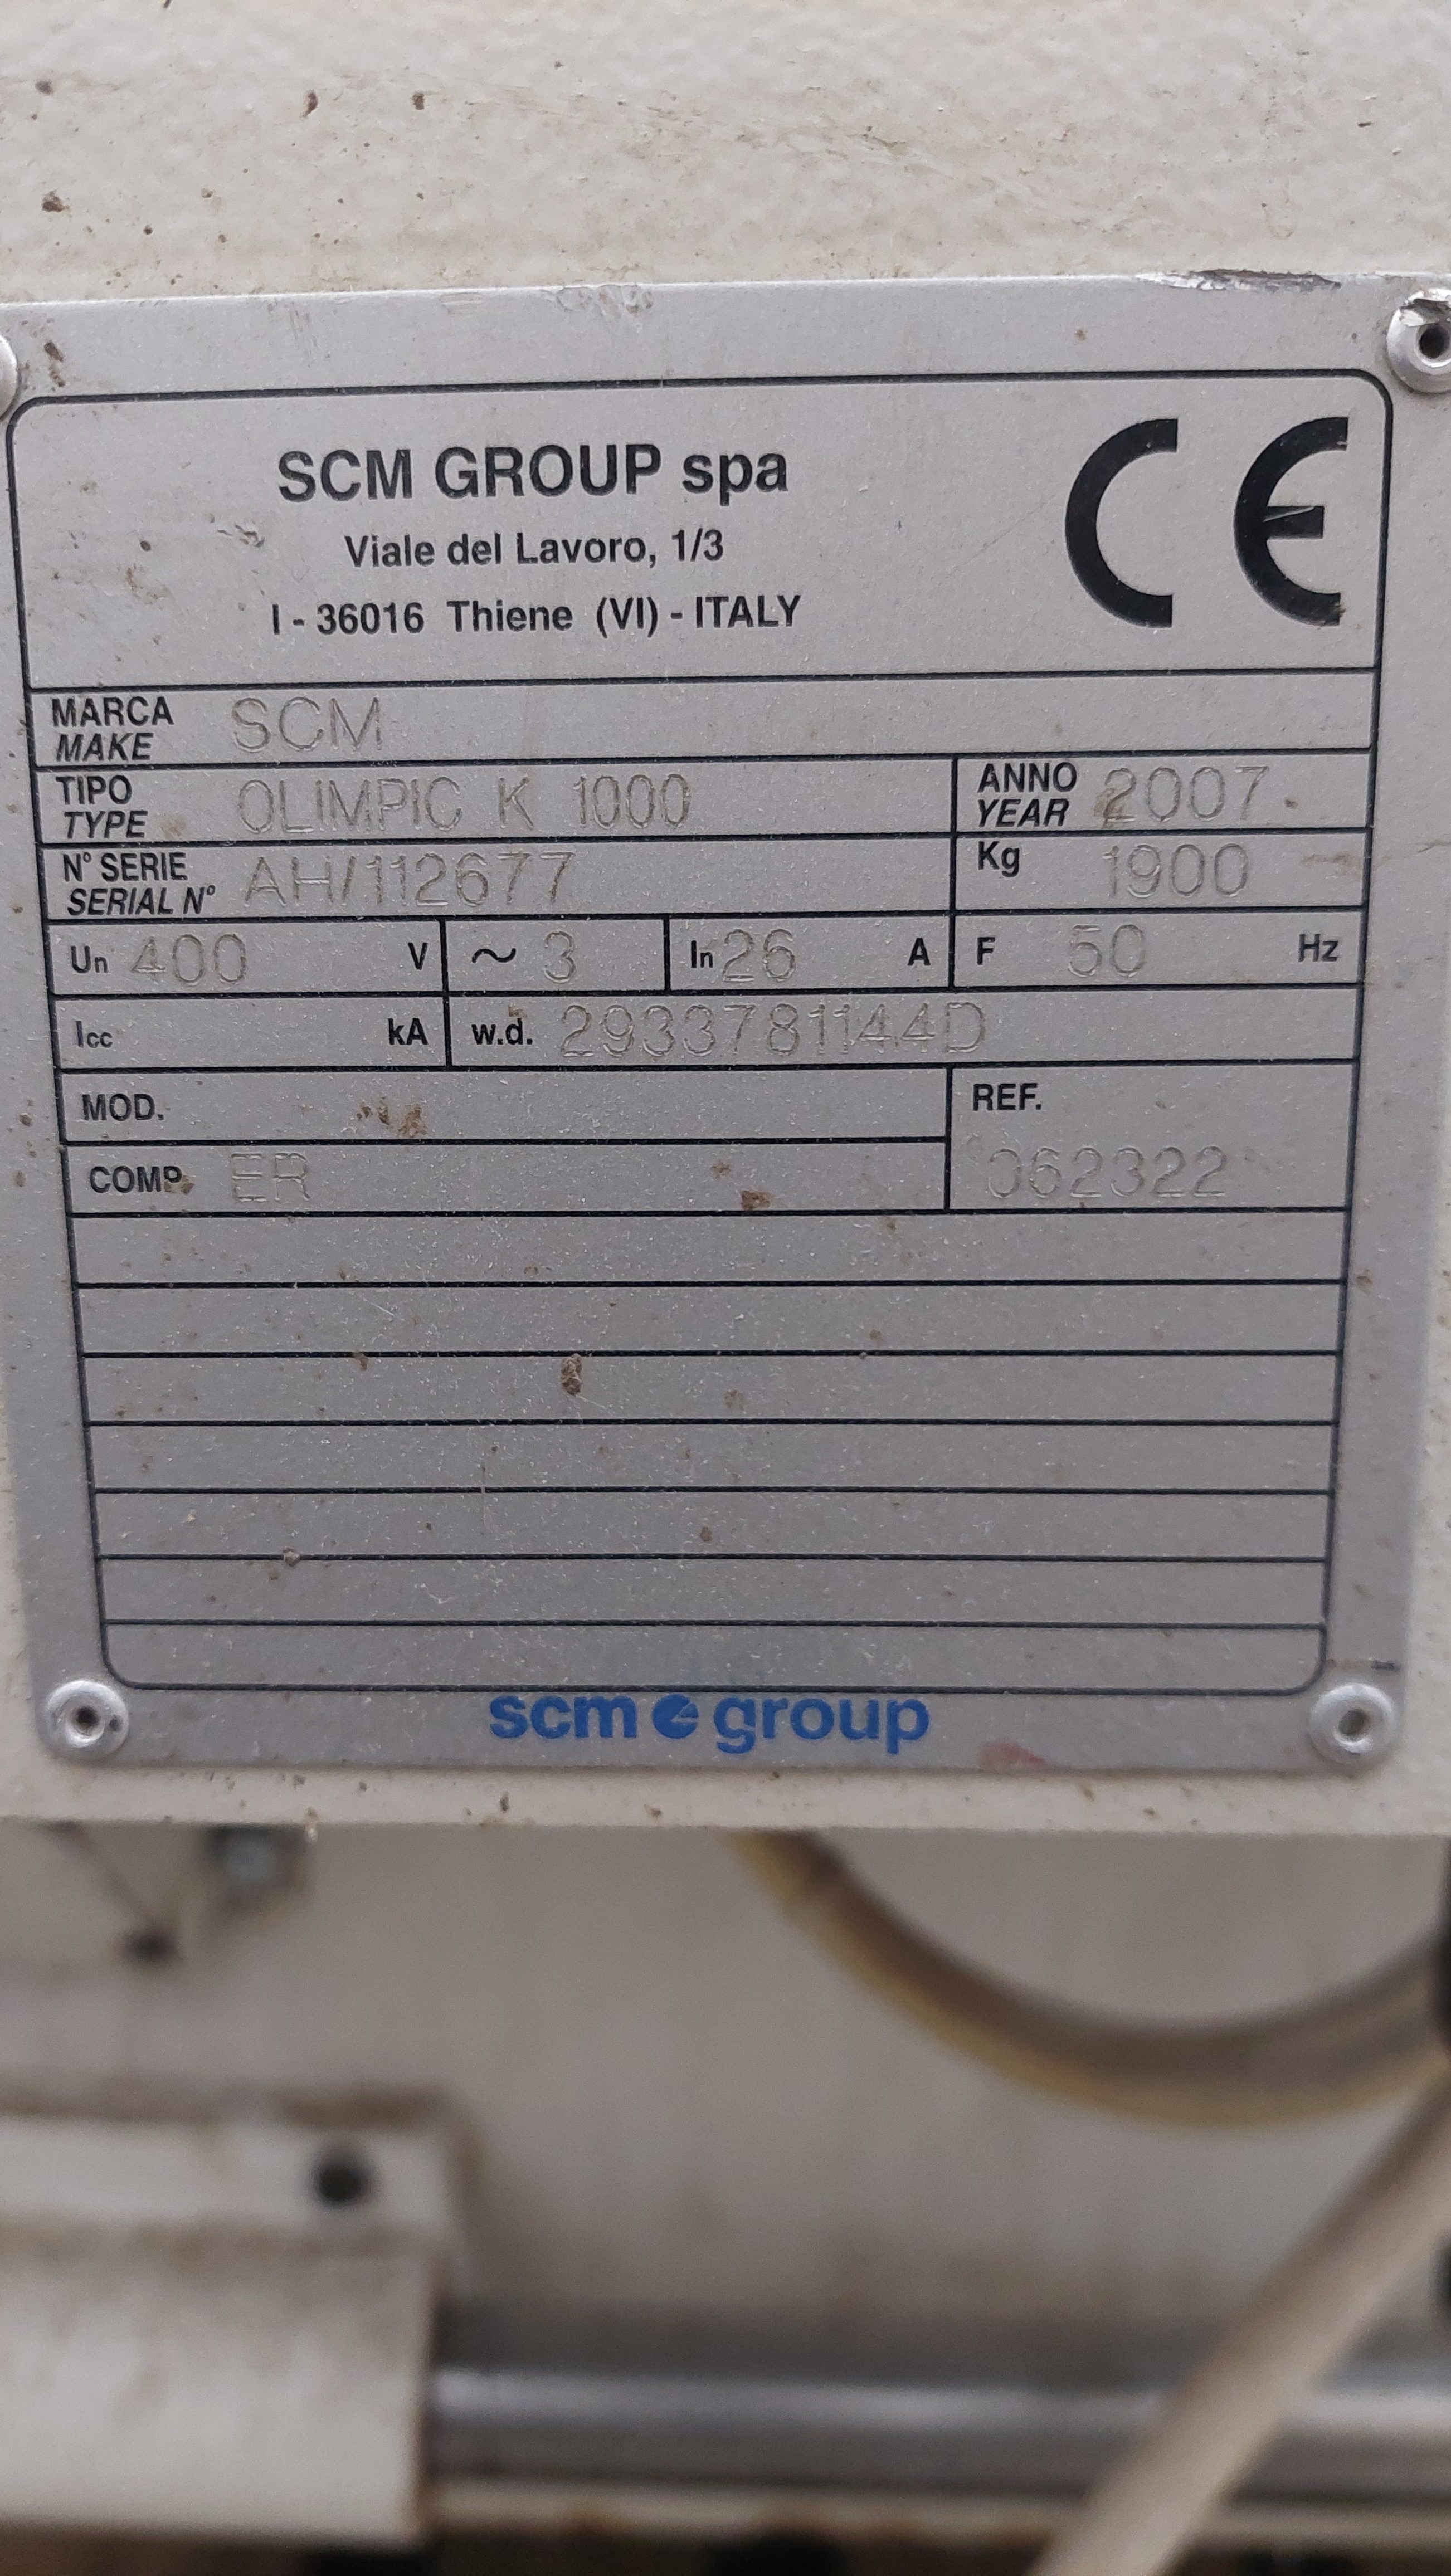 SCM GROUP spa
Viale del Lavoro, 1/3
I - 36016 Thiene (VI) - ITALY
CE
MARCA
MAKE SCM
TIPO
TYPE OLIMPIC K 1000
ANNO
YEAR 2007
N° SERIE
SERIAL N° AH/112677
Kg 1900
Un 400 V ~ 3 In 26 A F 50 Hz
Icc kA w.d. 2933781144D
MOD.
REF.
COMP. ER
062322
scm group